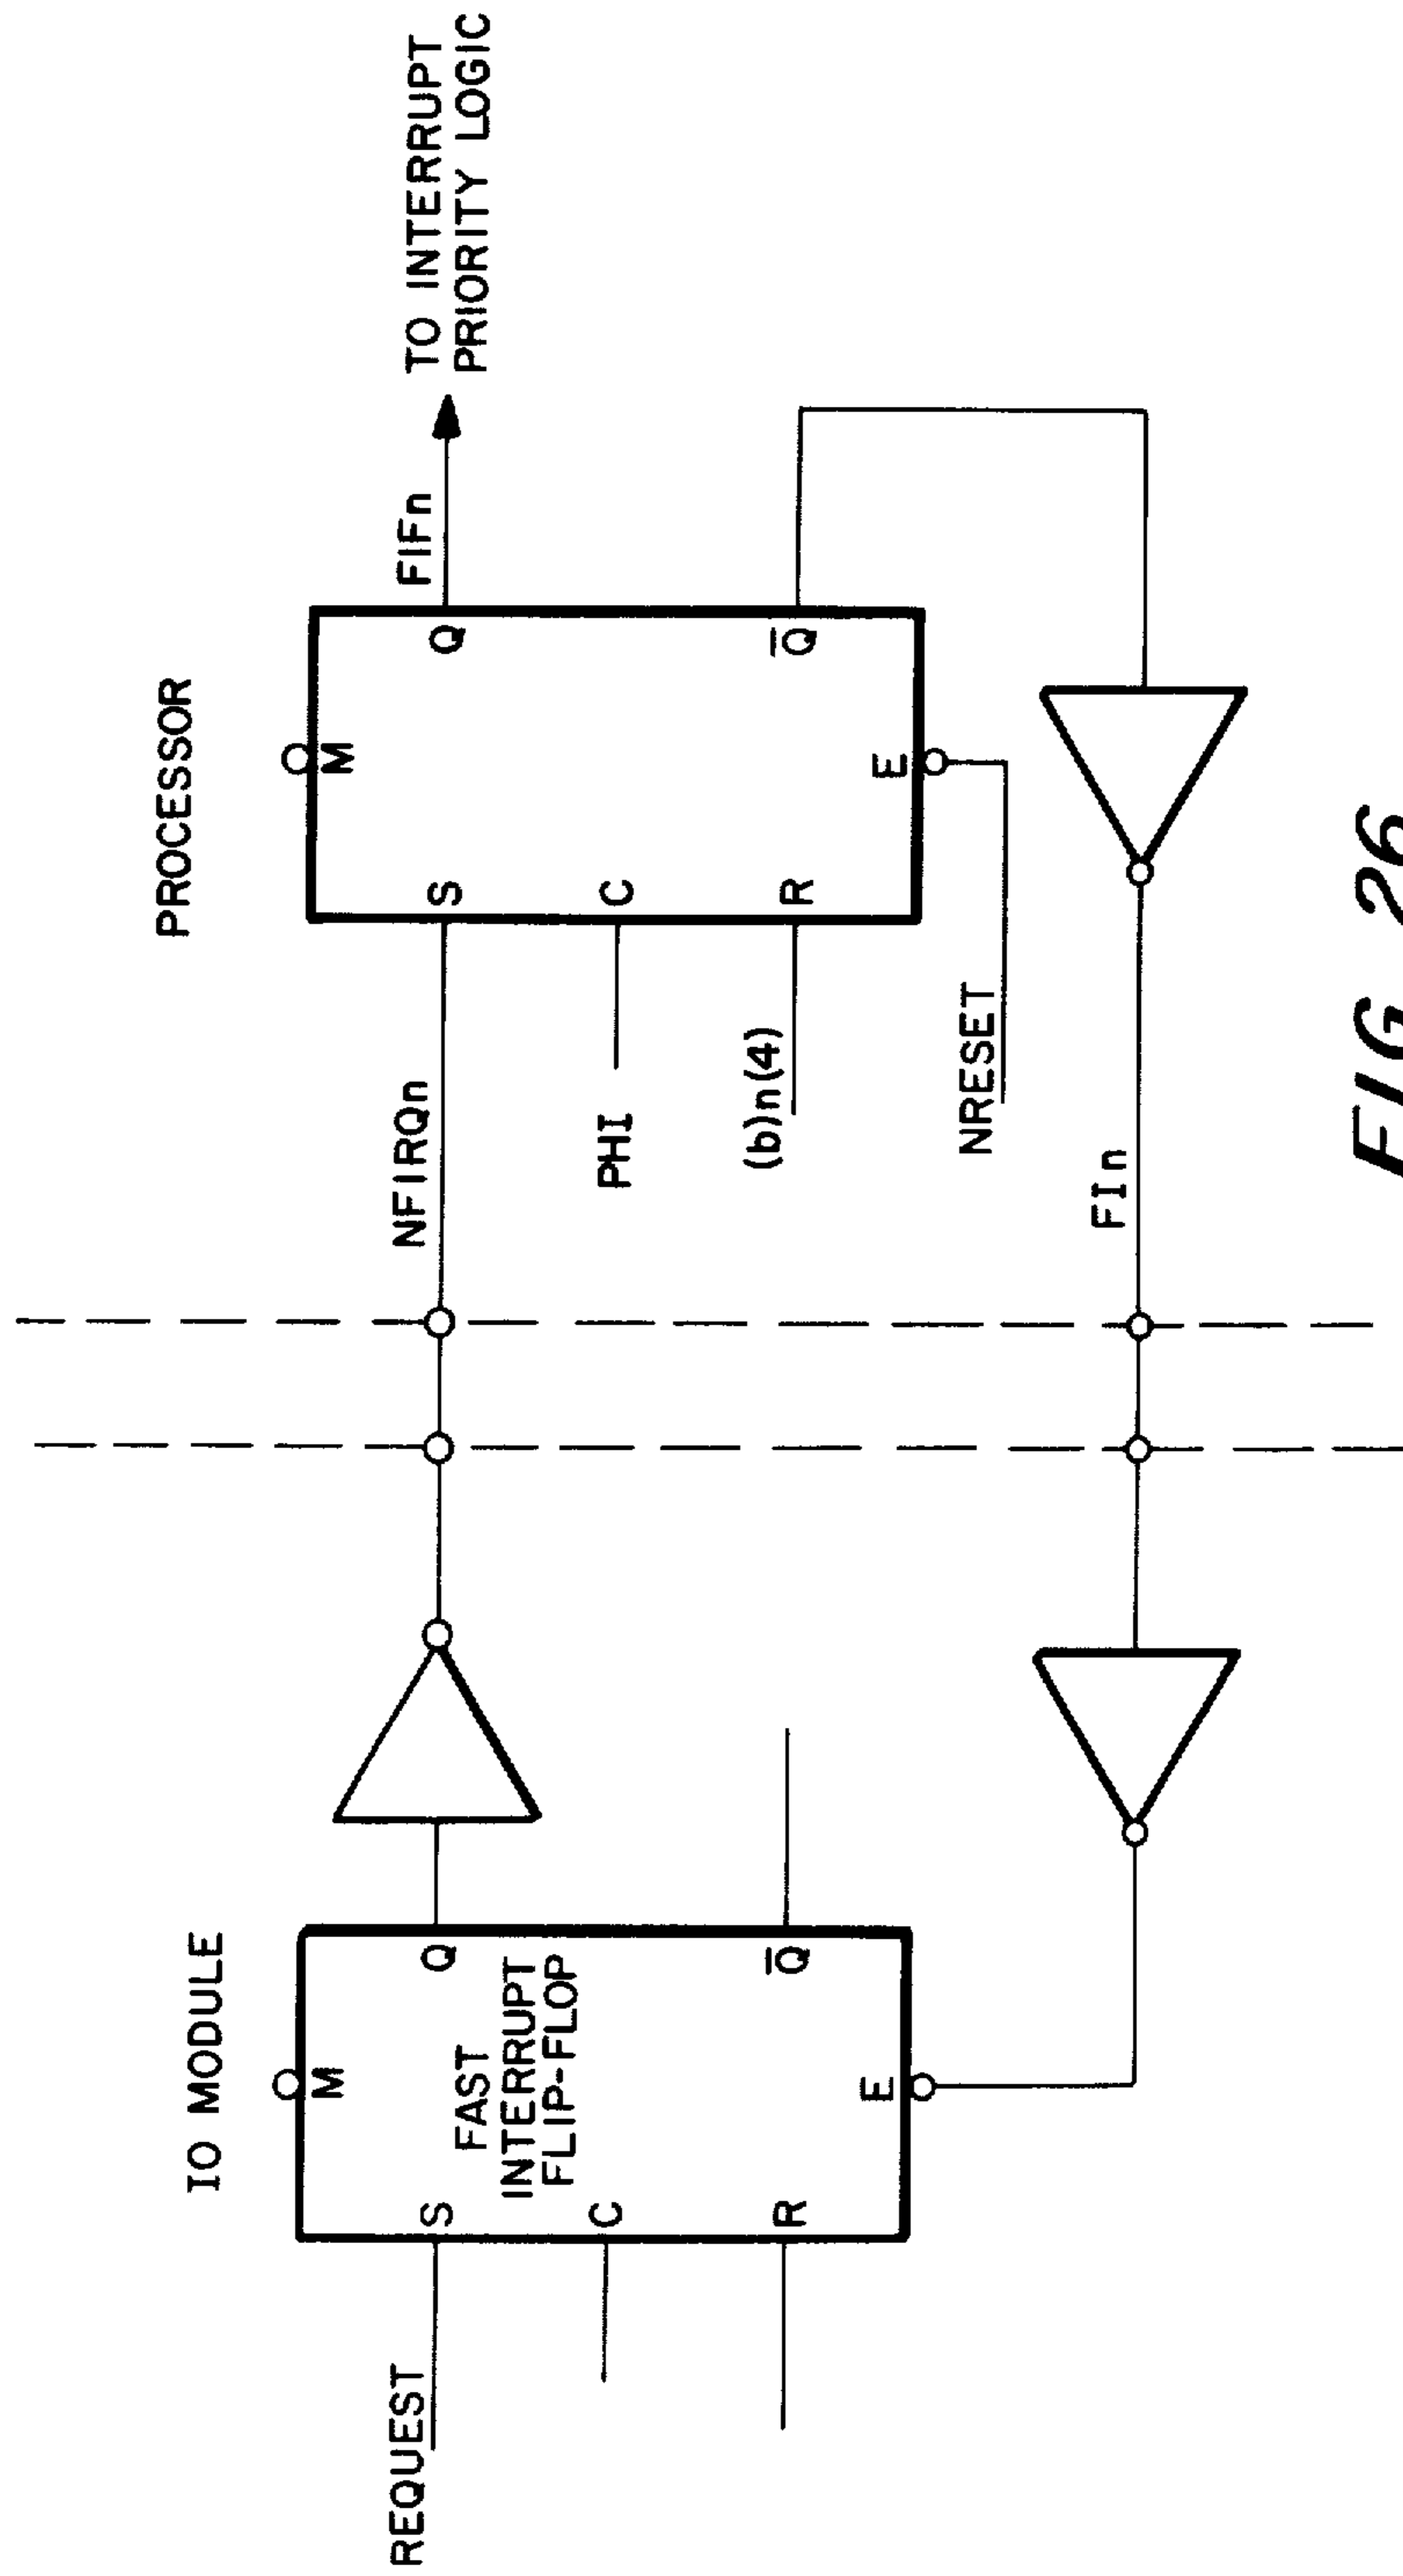 IO MODULE
REQUEST
S
C
R
M
E
FAST
INTERRUPT
FLIP-FLOP
Q
Q̅
PROCESSOR
NFIRQn
PHI
(b)n(4)
NRESET
S
C
R
M
E
Q
Q̅
FIFn
TO INTERRUPT
PRIORITY LOGIC
FIn
FIG 26